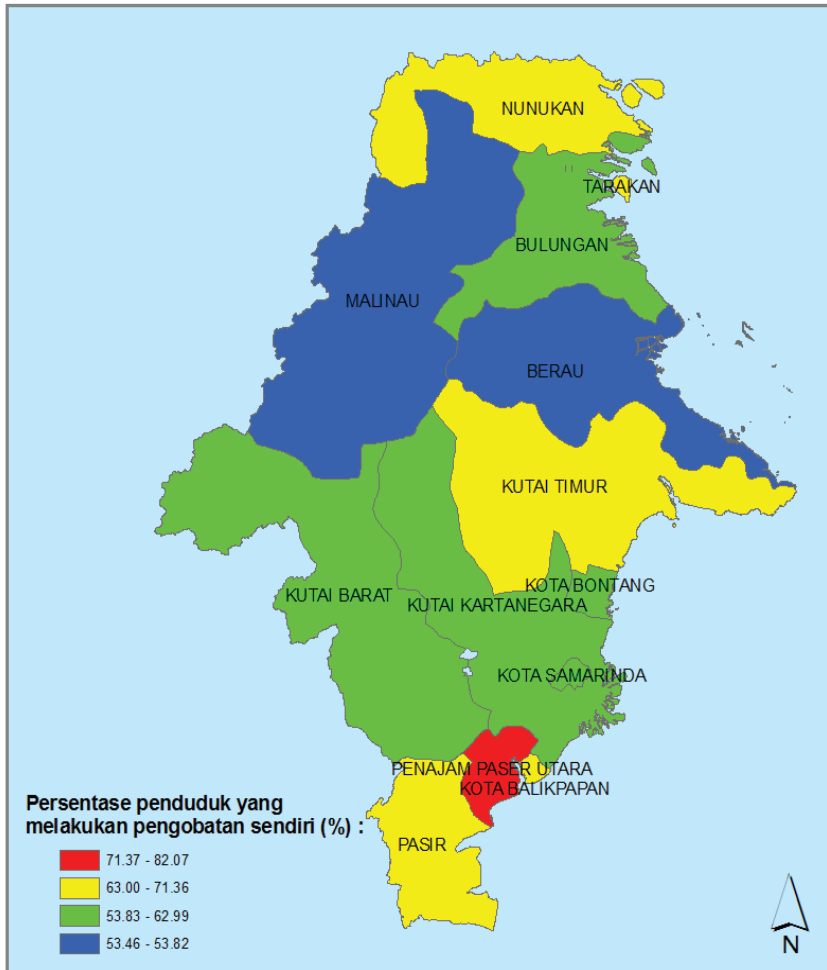 NUNUKAN
TARAKAN
BULUNGAN
MALINAU
BERAU
KUTAI TIMUR
KOTA BONTANG
KUTAI BARAT
KUTAI KARTANEGARA
KOTA SAMARINDA
PENAJAM PASER UTARA
KOTA BALIKPAPAN
PASIR
Persentase penduduk yang
melakukan pengobatan sendiri (%) :
71.37 - 82.07
63.00 - 71.36
53.83 - 62.99
53.46 - 53.82
N